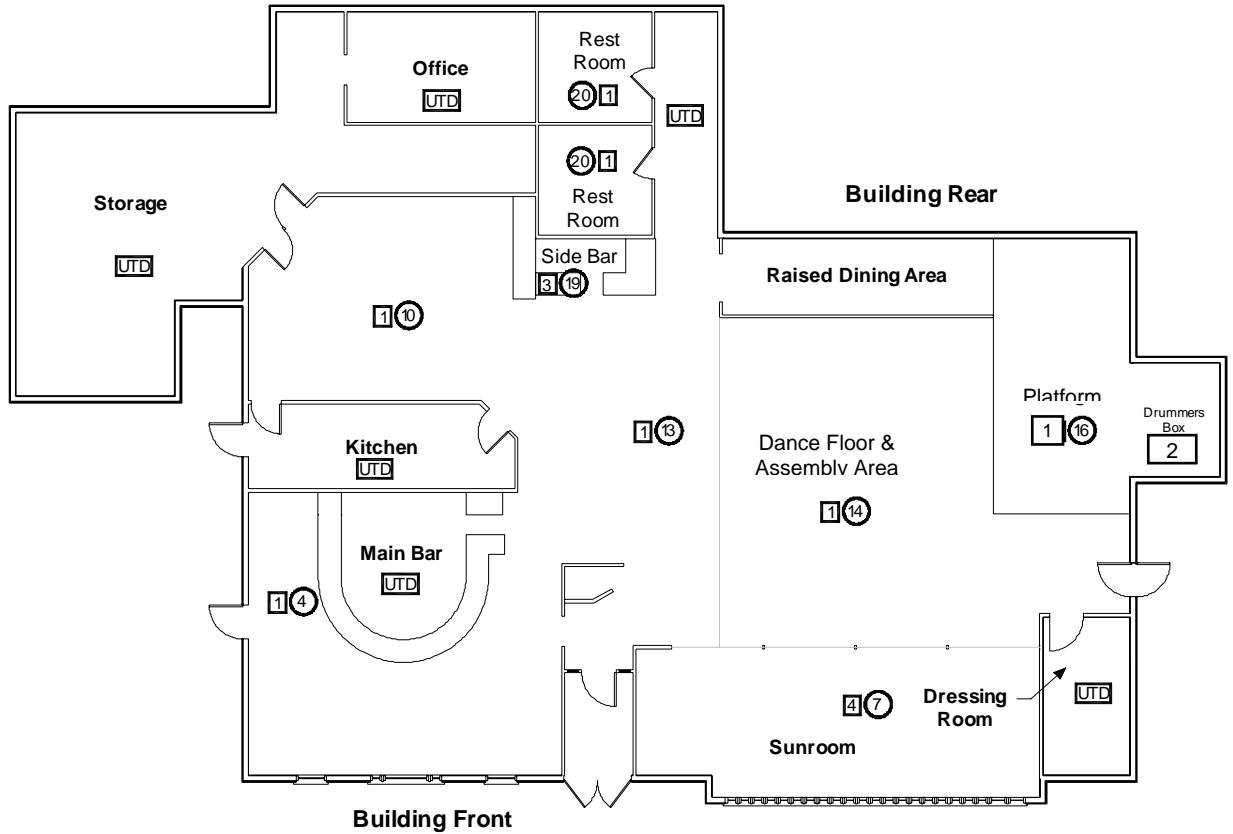 Rest
Room
20 1
Office
UTD
UTD
20 1
Rest
Room
Storage
UTD
Building Rear
Side Bar
3 19
Raised Dining Area
1 10
Platform
1 16
Drummers
Box
2
1 13
Kitchen
UTD
Dance Floor &
Assembly Area
1 14
Main Bar
UTD
1 4
Dressing
Room
UTD
4 7
Sunroom
Building Front